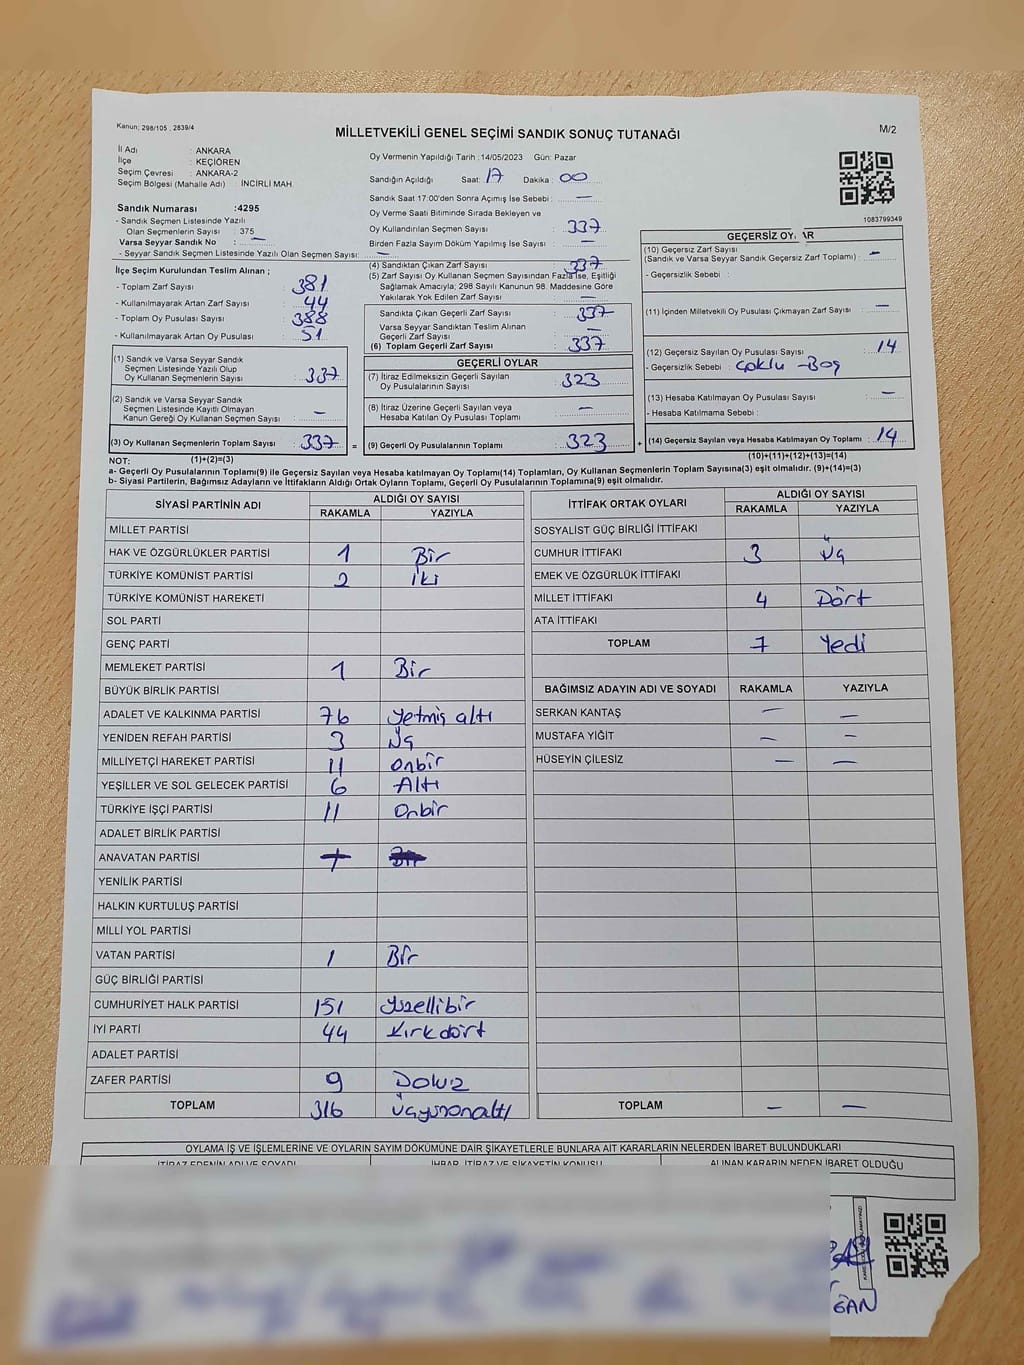 Kanun: 298/105 , 2839/4
MİLLETVEKİLİ GENEL SEÇİMİ SANDIK SONUÇ TUTANAĞI
M/2
İl Adı : ANKARA
İlçe : KEÇİÖREN
Seçim Çevresi : ANKARA-2
Seçim Bölgesi (Mahalle Adı) : İNCİRLİ MAH.
Oy Vermenin Yapıldığı Tarih :14/05/2023 Gün: Pazar
Sandığın Açıldığı Saat: 17 Dakika : 00
Sandık Saat 17:00'den Sonra Açımış İse Sebebi : —
Oy Verme Saati Bitiminde Sırada Bekleyen ve
Oy Kullandırılan Seçmen Sayısı : 337
Birden Fazla Sayım Döküm Yapılmış İse Sayısı : —
1083799349
Sandık Numarası :4295
- Sandık Seçmen Listesinde Yazılı
Olan Seçmenlerin Sayısı : 375
Varsa Seyyar Sandık No : —
- Seyyar Sandık Seçmen Listesinde Yazılı Olan Seçmen Sayısı: —
İlçe Seçim Kurulundan Teslim Alınan ;
- Toplam Zarf Sayısı : 381
- Kullanılmayarak Artan Zarf Sayısı : 44
- Toplam Oy Pusulası Sayısı : 388
- Kullanılmayarak Artan Oy Pusulası : 51
(1) Sandık ve Varsa Seyyar Sandık
Seçmen Listesinde Yazılı Olup
Oy Kullanan Seçmenlerin Sayısı : 337
(2) Sandık ve Varsa Seyyar Sandık
Seçmen Listesinde Kayıtlı Olmayan
Kanun Gereği Oy Kullanan Seçmen Sayısı : —
(3) Oy Kullanan Seçmenlerin Toplam Sayısı : 337
(1)+(2)=(3)
(4) Sandıktan Çıkan Zarf Sayısı : 337
(5) Zarf Sayısı Oy Kullanan Seçmen Sayısından Fazla İse, Eşitliği
Sağlamak Amacıyla; 298 Sayılı Kanunun 98. Maddesine Göre
Yakılarak Yok Edilen Zarf Sayısı : —
Sandıkta Çıkan Geçerli Zarf Sayısı : 337
Varsa Seyyar Sandıktan Teslim Alınan
Geçerli Zarf Sayısı : —
(6) Toplam Geçerli Zarf Sayısı : 337
GEÇERLİ OYLAR
(7) İtiraz Edilmeksizin Geçerli Sayılan
Oy Pusulalarının Sayısı : 323
(8) İtiraz Üzerine Geçerli Sayılan veya
Hesaba Katılan Oy Pusulası Toplamı : —
= (9) Geçerli Oy Pusulalarının Toplamı : 323
GEÇERSİZ OYLAR
(10) Geçersiz Zarf Sayısı
(Sandık ve Varsa Seyyar Sandık Geçersiz Zarf Toplamı) : —
- Geçersizlik Sebebi :
(11) İçinden Milletvekili Oy Pusulası Çıkmayan Zarf Sayısı : —
(12) Geçersiz Sayılan Oy Pusulası Sayısı : 14
- Geçersizlik Sebebi : çoklu - Boş
(13) Hesaba Katılmayan Oy Pusulası Sayısı : —
- Hesaba Katılmama Sebebi :
+ (14) Geçersiz Sayılan veya Hesaba Katılmayan Oy Toplamı : 14
(10)+(11)+(12)+(13)=(14)
NOT:
a- Geçerli Oy Pusulalarının Toplamı(9) ile Geçersiz Sayılan veya Hesaba katılmayan Oy Toplamı(14) Toplamları, Oy Kullanan Seçmenlerin Toplam Sayısına(3) eşit olmalıdır. (9)+(14)=(3)
b- Siyasi Partilerin, Bağımsız Adayların ve İttifakların Aldığı Ortak Oyların Toplamı, Geçerli Oy Pusulalarının Toplamına(9) eşit olmalıdır.
SİYASİ PARTİNİN ADI ALDIĞI OY SAYISI
RAKAMLA YAZIYLA
MİLLET PARTİSİ
HAK VE ÖZGÜRLÜKLER PARTİSİ 1 Bir
TÜRKİYE KOMÜNİST PARTİSİ 2 iki
TÜRKİYE KOMÜNİST HAREKETİ
SOL PARTİ
GENÇ PARTİ
MEMLEKET PARTİSİ 1 Bir
BÜYÜK BİRLİK PARTİSİ
ADALET VE KALKINMA PARTİSİ 76 yetmiş altı
YENİDEN REFAH PARTİSİ 3 üç
MİLLİYETÇİ HAREKET PARTİSİ 11 onbir
YEŞİLLER VE SOL GELECEK PARTİSİ 6 Altı
TÜRKİYE İŞÇİ PARTİSİ 11 Onbir
ADALET BİRLİK PARTİSİ
ANAVATAN PARTİSİ
YENİLİK PARTİSİ
HALKIN KURTULUŞ PARTİSİ
MİLLİ YOL PARTİSİ
VATAN PARTİSİ 1 Bir
GÜÇ BİRLİĞİ PARTİSİ
CUMHURİYET HALK PARTİSİ 151 yüzellibir
İYİ PARTİ 44 kırkdört
ADALET PARTİSİ
ZAFER PARTİSİ 9 Dokuz
TOPLAM 316 üçyüzonaltı
İTTİFAK ORTAK OYLARI ALDIĞI OY SAYISI
RAKAMLA YAZIYLA
SOSYALİST GÜÇ BİRLİĞİ İTTİFAKI
CUMHUR İTTİFAKI 3 üç
EMEK VE ÖZGÜRLÜK İTTİFAKI
MİLLET İTTİFAKI 4 Dört
ATA İTTİFAKI
TOPLAM 7 Yedi
BAĞIMSIZ ADAYIN ADI VE SOYADI RAKAMLA YAZIYLA
SERKAN KANTAŞ — —
MUSTAFA YİĞİT — —
HÜSEYİN ÇİLESİZ — —
TOPLAM — —
OYLAMA İŞ VE İŞLEMLERİNE VE OYLARIN SAYIM DÖKÜMÜNE DAİR ŞİKAYETLERLE BUNLARA AİT KARARLARIN NELERDEN İBARET BULUNDUKLARI
İTİRAZ EDENİN ADI VE SOYADI İHBAR, İTİRAZ VE ŞİKAYETİN KONUSU ALINAN KARARIN NEDEN İBARET OLDUĞU